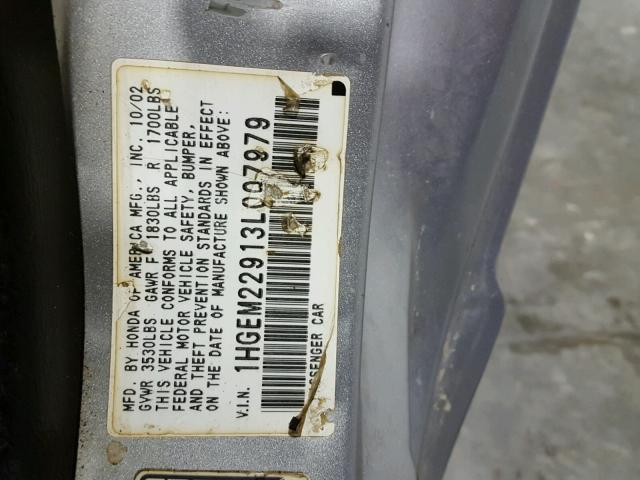 MFD. BY HONDA OF AMERICA MFG., INC. 10/02
GVWR 3530LBS GAWR F 1830LBS R 1700LBS
THIS VEHICLE CONFORMS TO ALL APPLICABLE
FEDERAL MOTOR VEHICLE SAFETY, BUMPER,
AND THEFT PREVENTION STANDARDS IN EFFECT
ON THE DATE OF MANUFACTURE SHOWN ABOVE:
V.I.N. 1HGEM22913L007979
CAR